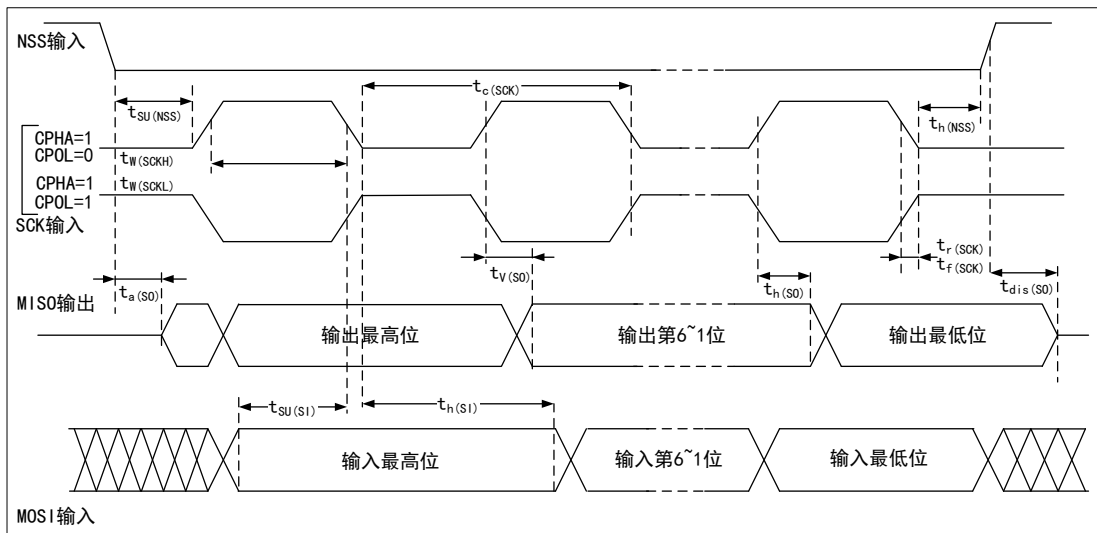 NSS输入
tc(SCK)
tSU(NSS)
th(NSS)
CPHA=1
CPOL=0
tW(SCKH)
CPHA=1
tW(SCKL)
CPOL=1
SCK输入
tr(SCK)
tV(SO)
tf(SCK)
ta(SO)
th(SO)
tdis(SO)
MISO输出
输出最高位
输出第6~1位
输出最低位
tSU(SI)
th(SI)
输入最高位
输入第6~1位
输入最低位
MOSI输入